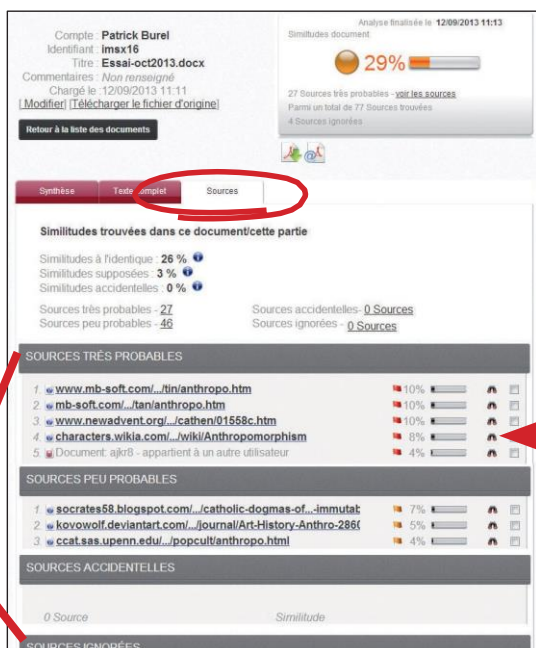 Compte : Patrick Burel
Identifiant : imsx16
Titre : Essai-oct2013.docx
Commentaires : Non renseigné
Chargé le : 12/09/2013 11:11
[ Modifier] [Télécharger le fichier d'origine]
Retour à la liste des documents
Analyse finalisée le 12/09/2013 11:13
Similitudes document
29%
27 Sources très probables - voir les sources
Parmi un total de 77 Sources trouvées
4 Sources ignorées
Synthèse
Texte complet
Sources
Similitudes trouvées dans ce document/cette partie
Similitudes à l'identique : 26 %
Similitudes supposées : 3 %
Similitudes accidentelles : 0 %
Sources très probables - 27
Sources accidentelles- 0 Sources
Sources peu probables - 46
Sources ignorées - 0 Sources
SOURCES TRÈS PROBABLES
1. www.mb-soft.com/.../tin/anthropo.htm 10%
2. mb-soft.com/.../tan/anthropo.htm 10%
3. www.newadvent.org/.../cathen/01558c.htm 10%
4. characters.wikia.com/.../wiki/Anthropomorphism 8%
5. Document: ajkr8 - appartient à un autre utilisateur 4%
SOURCES PEU PROBABLES
1. socrates58.blogspot.com/.../catholic-dogmas-of...-immutab 7%
2. kovowolf.deviantart.com/.../journal/Art-History-Anthro-286( 5%
3. ccat.sas.upenn.edu/.../popcult/anthropo.html 4%
SOURCES ACCIDENTELLES
0 Source Similitude
SOURCES IGNORÉES